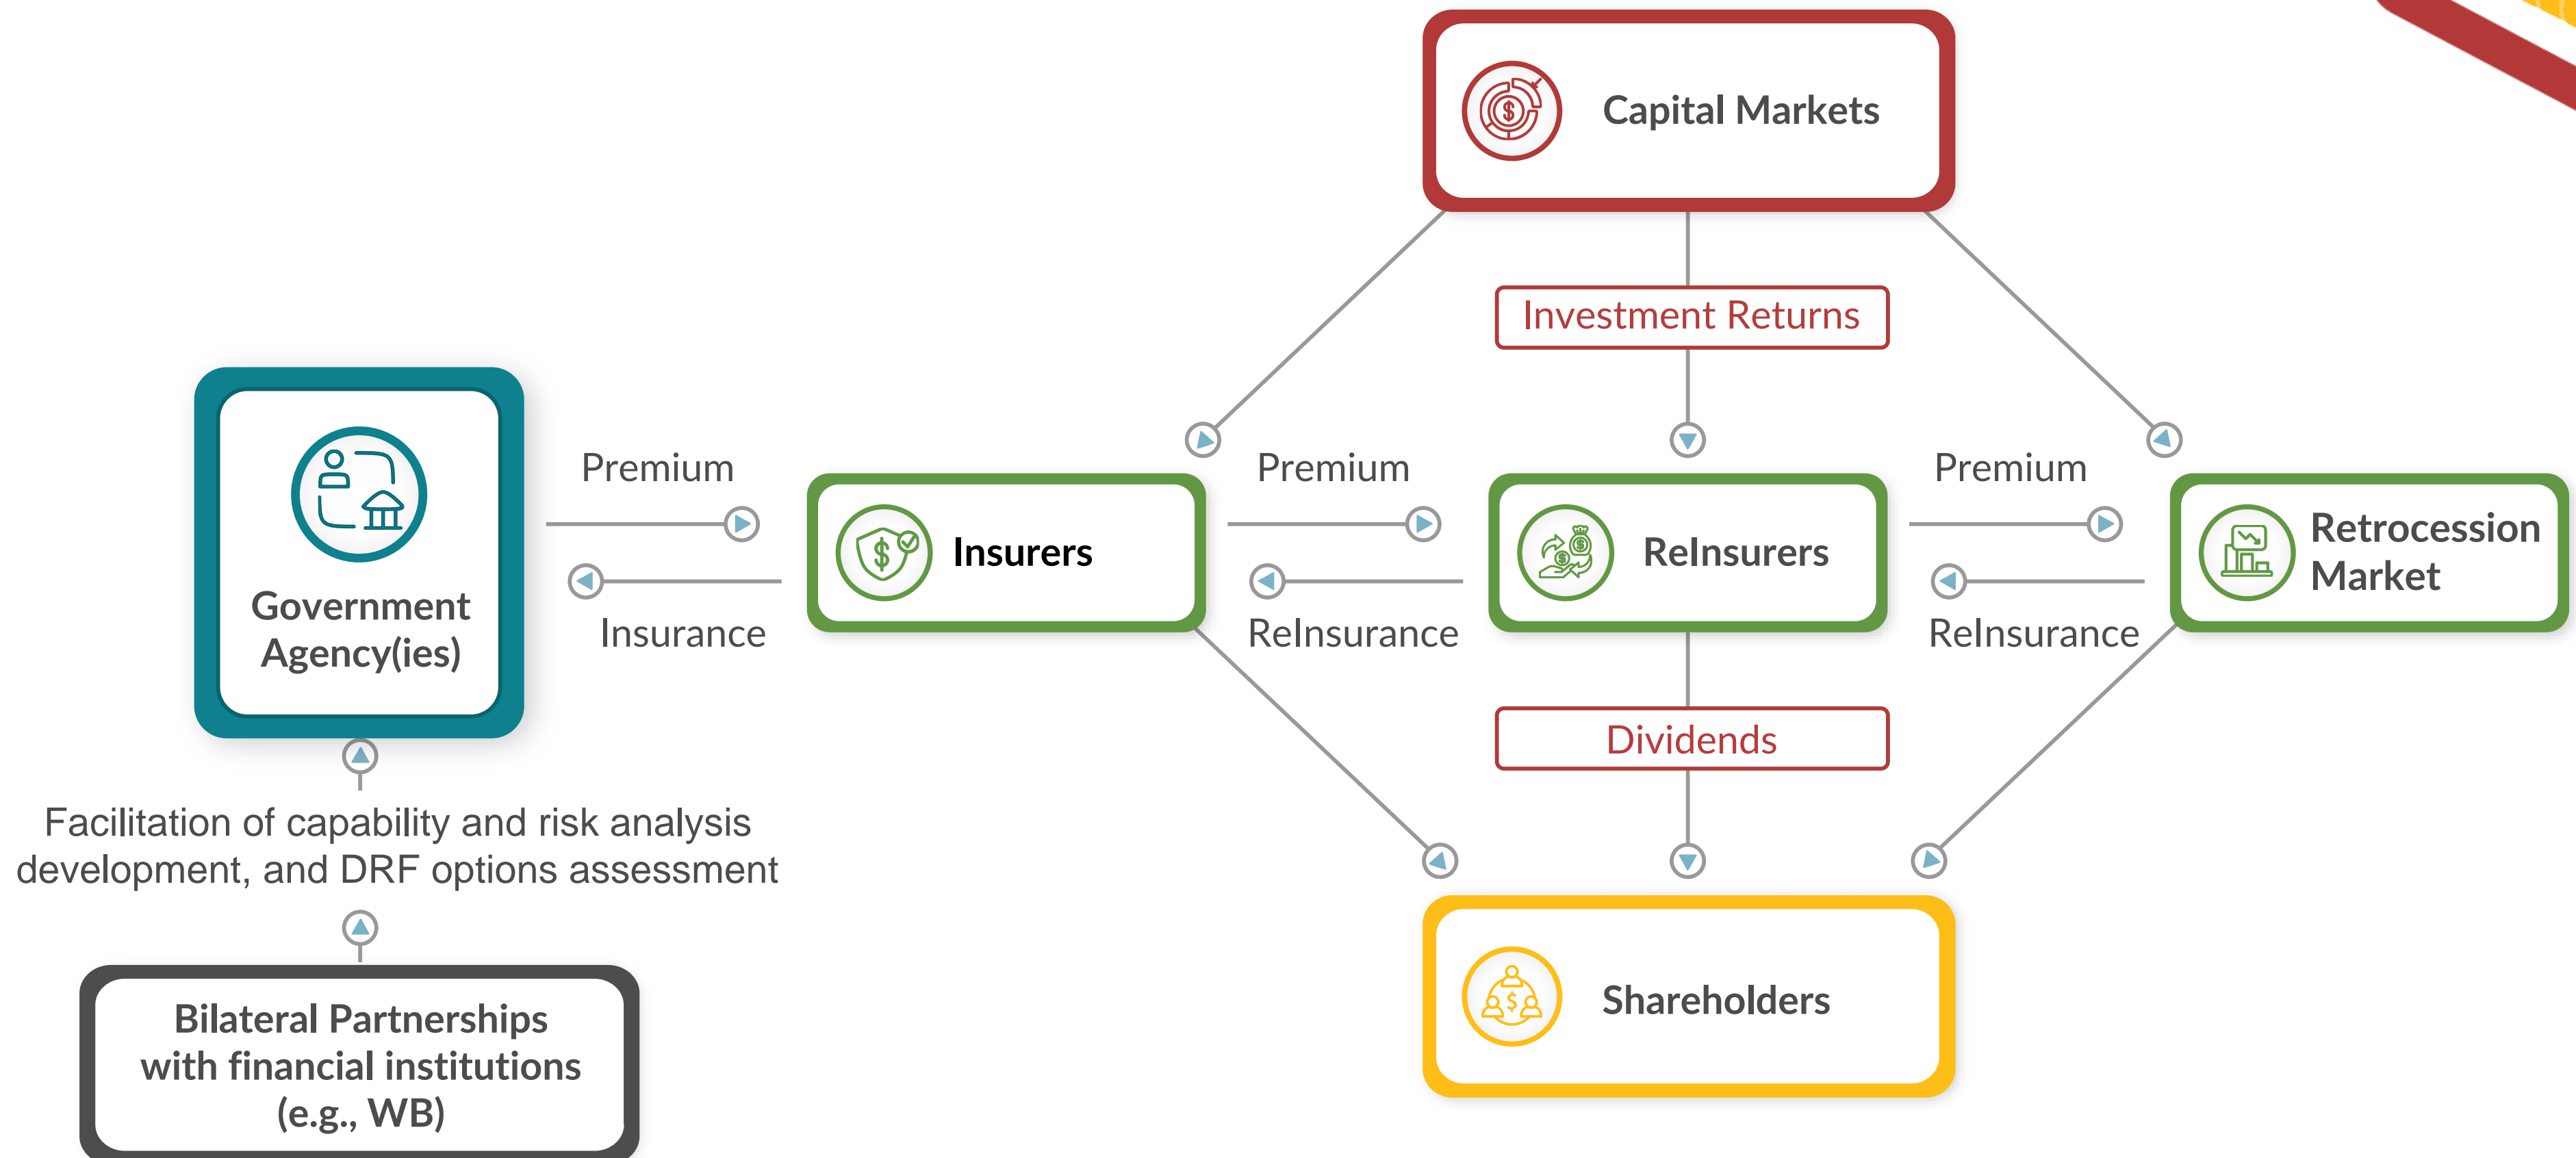 Capital Markets
Investment Returns
Government
Agency(ies)
Premium
Insurance
Insurers
Premium
ReInsurance
ReInsurers
Premium
ReInsurance
Retrocession
Market
Dividends
Facilitation of capability and risk analysis
development, and DRF options assessment
Shareholders
Bilateral Partnerships
with financial institutions
(e.g., WB)